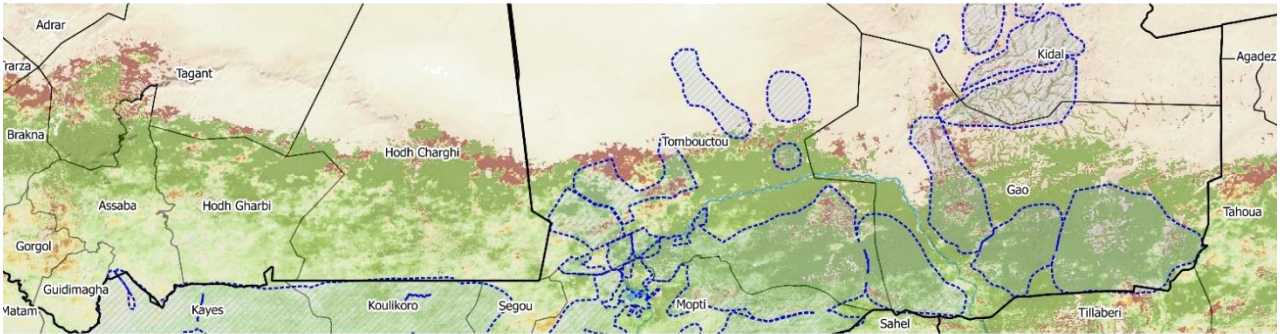 Adrar
Trarza
Tagant
Kidal
Agadez
Brakna
Hodh Charghi
Tombouctou
Assaba
Hodh Gharbi
Gao
Tahoua
Gorgol
Guidimagha
Matam
Kayes
Koulikoro
Segou
Mopti
Sahel
Tillaberi